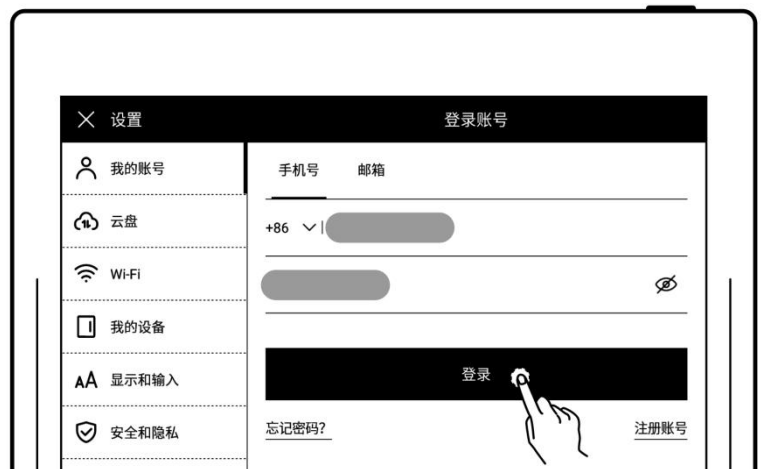 设置
登录账号
我的账号
云盘
Wi-Fi
我的设备
显示和输入
安全和隐私
手机号 邮箱
+86
登录
忘记密码?
注册账号